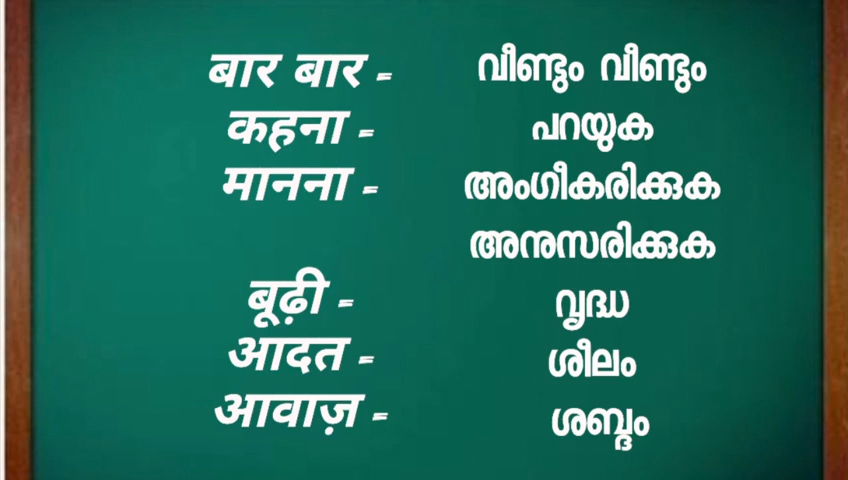 बार बार = വീണ്ടും വീണ്ടും
कहना = പറയുക
मानना = അംഗീകരിക്കുക
അനുസരിക്കുക
बूढ़ी = വൃദ്ധ
आदत = ശീലം
आवाज़ = ശബ്ദം